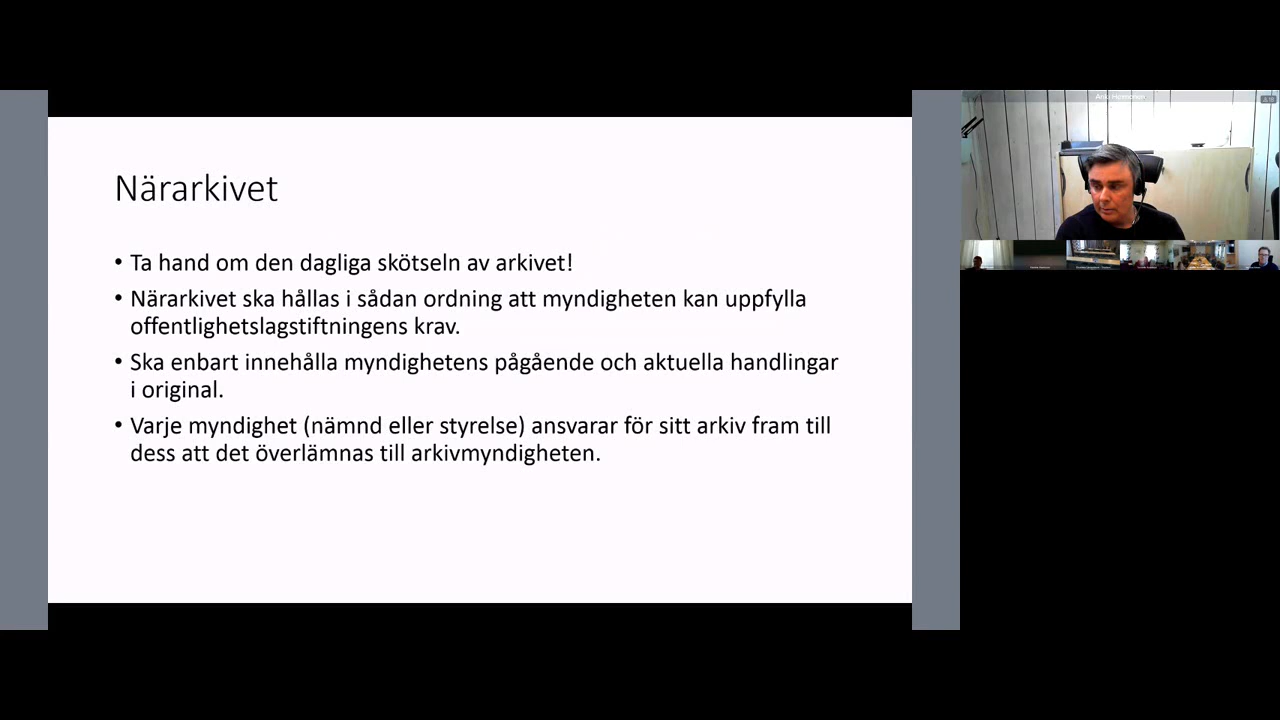 Närarkivet
• Ta hand om den dagliga skötseln av arkivet!
• Närarkivet ska hållas i sådan ordning att myndigheten kan uppfylla
offentlighetslagstiftningens krav.
• Ska enbart innehålla myndighetens pågående och aktuella handlingar
i original.
• Varje myndighet (nämnd eller styrelse) ansvarar för sitt arkiv fram till
dess att det överlämnas till arkivmyndigheten.